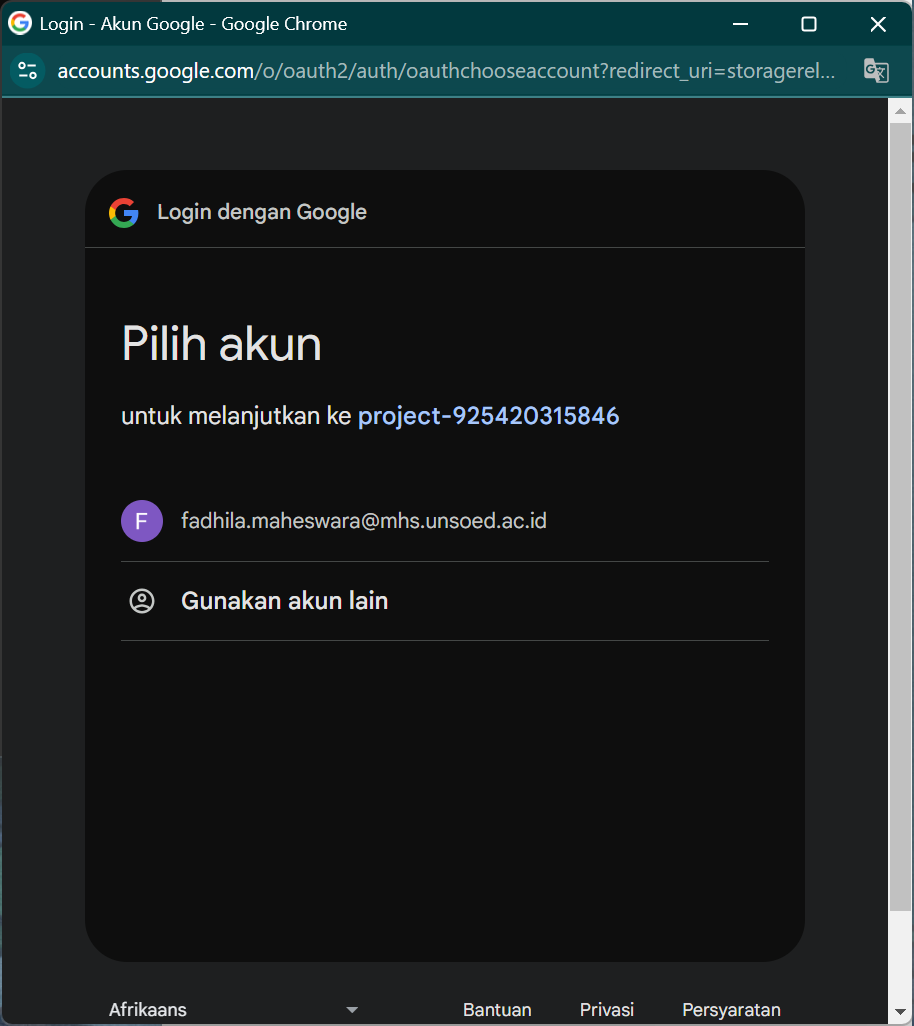 Login - Akun Google - Google Chrome
accounts.google.com/o/oauth2/auth/oauthchooseaccount?redirect_uri=storagerel...
Login dengan Google
Pilih akun
untuk melanjutkan ke project-925420315846
F fadhila.maheswara@mhs.unsoed.ac.id
Gunakan akun lain
Afrikaans Bantuan Privasi Persyaratan